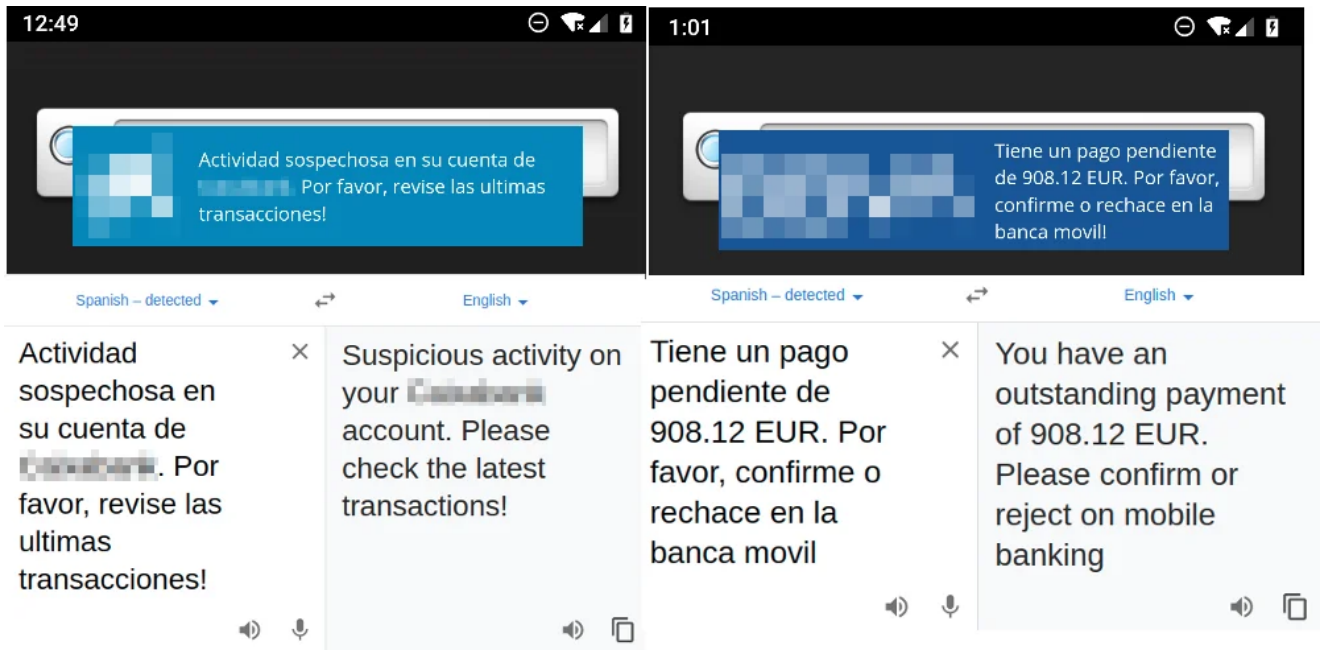 12:49
Actividad sospechosa en su cuenta de
. Por favor, revise las ultimas
transacciones!
Spanish – detected
English
Actividad
sospechosa en
su cuenta de
. Por
favor, revise las
ultimas
transacciones!
Suspicious activity on
your
account. Please
check the latest
transactions!
1:01
Tiene un pago pendiente
de 908.12 EUR. Por favor,
confirme o rechace en la
banca movil!
Spanish – detected
English
Tiene un pago
pendiente de
908.12 EUR. Por
favor, confirme o
rechace en la
banca movil
You have an
outstanding payment
of 908.12 EUR.
Please confirm or
reject on mobile
banking